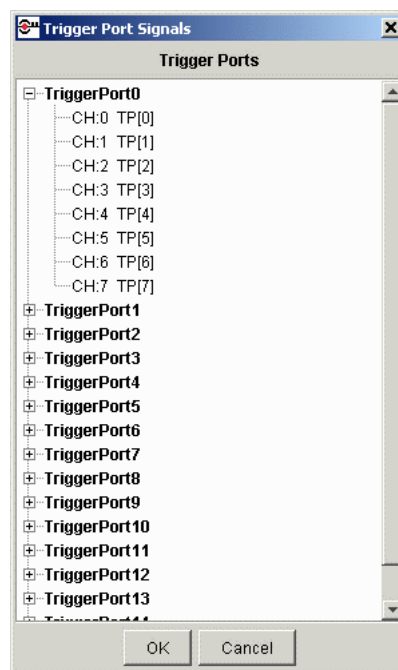 Trigger Port Signals
Trigger Ports
TriggerPort0
CH:0 TP[0]
CH:1 TP[1]
CH:2 TP[2]
CH:3 TP[3]
CH:4 TP[4]
CH:5 TP[5]
CH:6 TP[6]
CH:7 TP[7]
TriggerPort1
TriggerPort2
TriggerPort3
TriggerPort4
TriggerPort5
TriggerPort6
TriggerPort7
TriggerPort8
TriggerPort9
TriggerPort10
TriggerPort11
TriggerPort12
TriggerPort13
OK Cancel